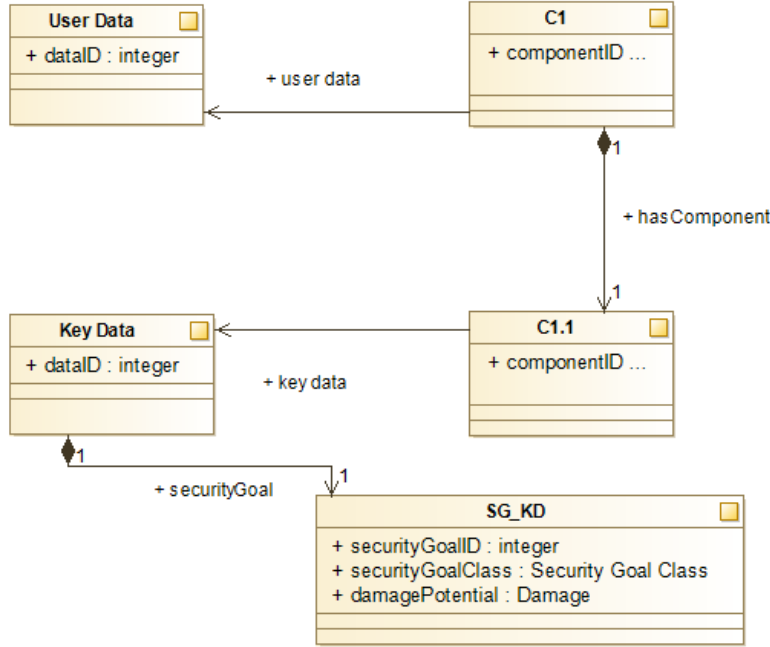 User Data
+ dataID : integer
C1
+ componentID ...
+ user data
1
+ hasComponent
1
Key Data
+ dataID : integer
C1.1
+ componentID ...
+ key data
1
+ securityGoal
1
SG_KD
+ securityGoalID : integer
+ securityGoalClass : Security Goal Class
+ damagePotential : Damage